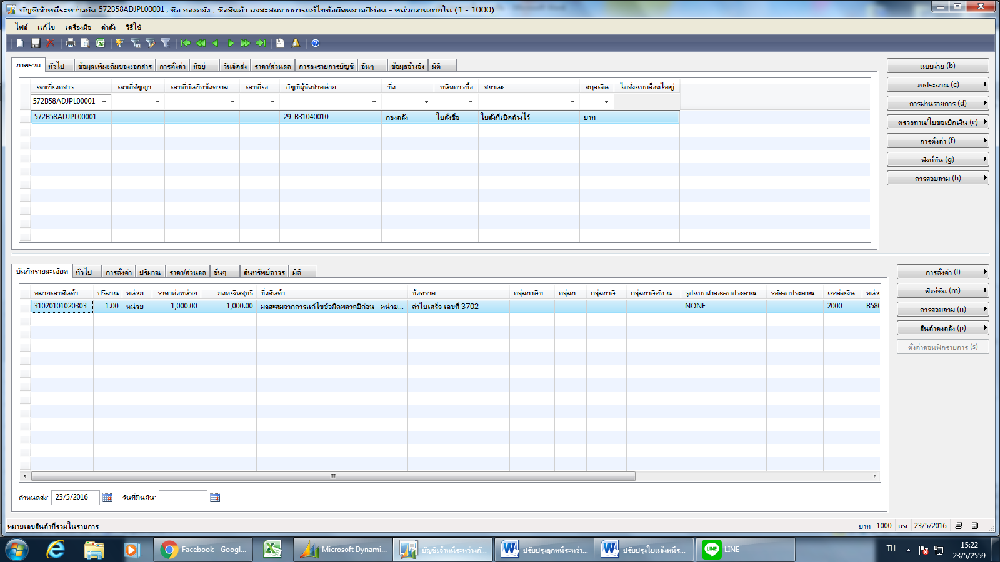 บัญชีเจ้าหนี้ระหว่างกัน 572B58ADJPL00001 , ชื่อ กองคลัง , ชื่อสินค้า ผลสะสมจากการแก้ไขข้อผิดพลาดปีก่อน - หน่วยงานภายใน (1 - 1000)
ไฟล์ แก้ไข เครื่องมือ คำสั่ง วิธีใช้
ภาพรวม ทั่วไป ข้อมูลเพิ่มเติมของเอกสาร การตั้งค่า ที่อยู่ วันจัดส่ง ราคา/ส่วนลด การลงรายการบัญชี อื่นๆ ข้อมูลอ้างอิง มิติ
แบบง่าย (b)
งบประมาณ (c)
การผ่านรายการ (d)
ตรวจทาน/ใบขอเบิกเงิน (e)
การตั้งค่า (f)
ฟังก์ชัน (g)
การสอบถาม (h)
เลขที่เอกสาร เลขที่สัญญา เลขที่บันทึกข้อความ เลขที่เอ... บัญชีผู้จัดจำหน่าย ชื่อ ชนิดการซื้อ สถานะ สกุลเงิน ใบสั่งแบบล็อตใหญ่
572B58ADJPL00001
572B58ADJPL00001 29-B31040010 กองคลัง ใบสั่งซื้อ ใบสั่งที่เปิดค้างไว้ บาท
บันทึกรายละเอียด ทั่วไป การตั้งค่า ปริมาณ ราคา/ส่วนลด อื่นๆ สินทรัพย์ถาวร มิติ
การตั้งค่า (l)
ฟังก์ชัน (m)
การสอบถาม (n)
สินค้าคงคลัง (p)
ตั้งค่าคอนฟิกรายการ (s)
หมายเลขสินค้า ปริมาณ หน่วย ราคาต่อหน่วย ยอดเงินสุทธิ ชื่อสินค้า ข้อความ กลุ่มภาษีข... กลุ่มภ... กลุ่มภาษี... กลุ่มภาษีหัก ณ... รูปแบบจำลองงบประมาณ รหัสงบประมาณ แหล่งเงิน หน่ว
31020101020303 1.00 หน่วย 1,000.00 1,000.00 ผลสะสมจากการแก้ไขข้อผิดพลาดปีก่อน - หน่วย... ค่าใบเสร็จ เลขที่ 3702 NONE 2000 B580
กำหนดส่ง: 23/5/2016 วันที่ยืนยัน:
หมายเลขสินค้าที่รวมในรายการ
บาท 1000 usr 23/5/2016
Facebook - Googl...
Microsoft Dynami...
บัญชีเจ้าหนี้ระหว่างกั...
ปรับปรุงลูกหนี้ระหว่า...
ปรับปรุงใบแจ้งหนี้ร...
LINE
LINE
TH
15:22
23/5/2559